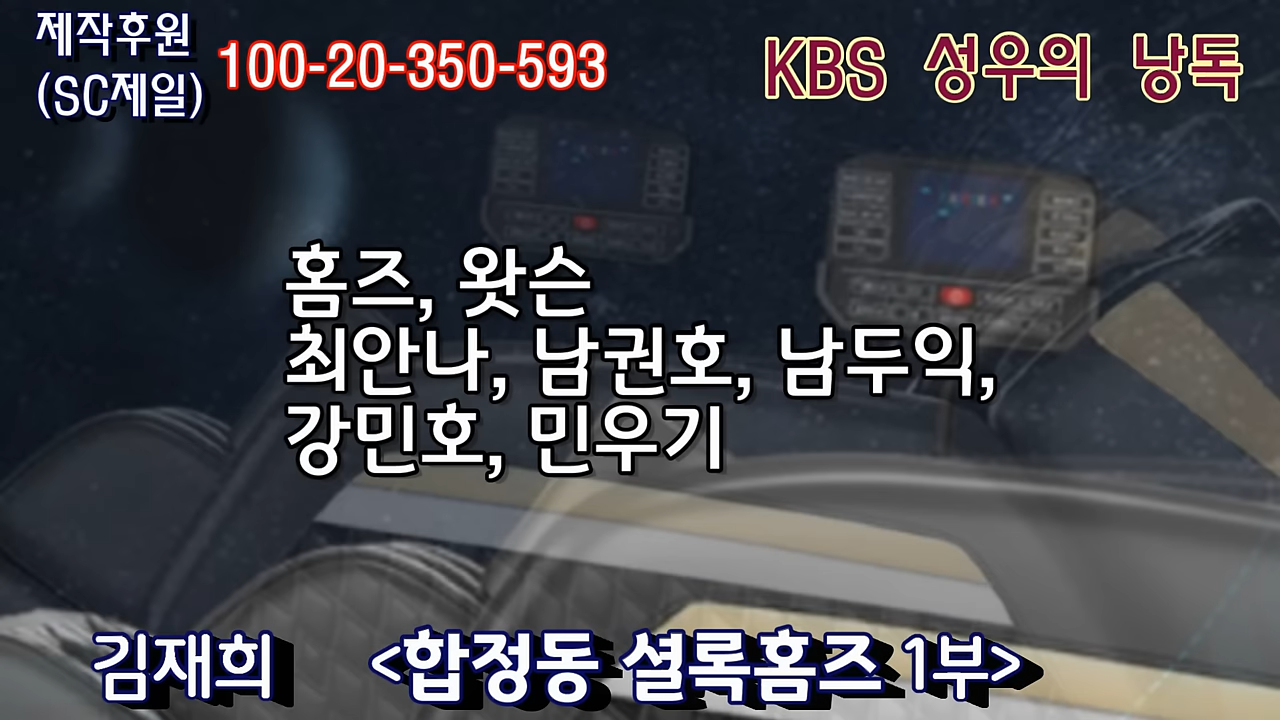 제작후원
(SC제일)
100-20-350-593
KBS 성우의 낭독
홈즈, 왓슨
최안나, 남권호, 남두익,
강민호, 민우기
김재희 <합정동 셜록홈즈 1부>